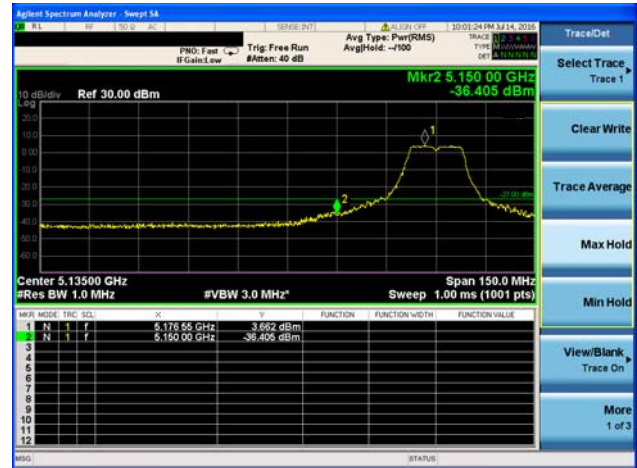 Agilent Spectrum Analyzer - Swept SA
RL RF 50 Ω AC SENSE:INT ALIGN OFF 10:01:24 PM Jul 14, 2016
Trace/Det
PNO: Fast
IFGain:Low
Trig: Free Run
#Atten: 40 dB
Avg Type: Pwr(RMS)
Avg|Hold: --/100
TRACE 1 2 3 4 5 6
TYPE
DET A N N N N N
Select Trace
Trace 1
Mkr2 5.150 00 GHz
-36.405 dBm
10 dB/div Ref 30.00 dBm
Log
20.0
10.0
0.00
-10.0
-20.0
-30.0
-40.0
-50.0
-60.0
1
2
-27.00 dBm
Clear Write
Trace Average
Max Hold
Min Hold
View/Blank
Trace On
More
1 of 3
Center 5.13500 GHz
Span 150.0 MHz
#Res BW 1.0 MHz
#VBW 3.0 MHz*
Sweep 1.00 ms (1001 pts)
MKR MODE TRC SCL X Y FUNCTION FUNCTION WIDTH FUNCTION VALUE
1 N 1 f 5.176 55 GHz 3.662 dBm
2 N 1 f 5.150 00 GHz -36.405 dBm
3
4
5
6
7
8
9
10
11
12
MSG STATUS